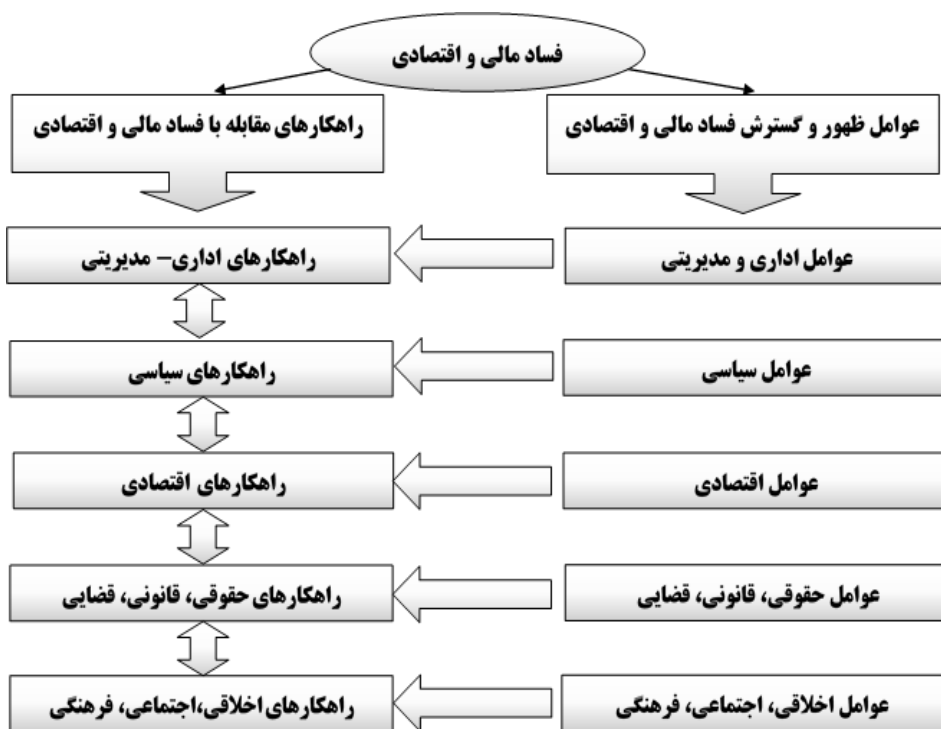 فساد مالی و اقتصادی
عوامل ظهور و گسترش فساد مالی و اقتصادی
راهکارهای مقابله با فساد مالی و اقتصادی
عوامل اداری و مدیریتی
راهکارهای اداری- مدیریتی
عوامل سیاسی
راهکارهای سیاسی
عوامل اقتصادی
راهکارهای اقتصادی
عوامل حقوقی، قانونی، قضایی
راهکارهای حقوقی، قانونی، قضایی
عوامل اخلاقی، اجتماعی، فرهنگی
راهکارهای اخلاقی،اجتماعی، فرهنگی